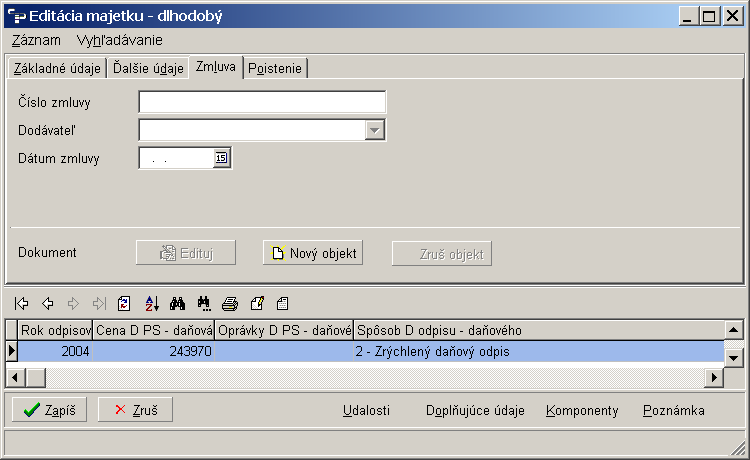 Editácia majetku - dlhodobý
Záznam Vyhľadávanie
Základné údaje Ďalšie údaje Zmluva Poistenie
Číslo zmluvy
Dodávateľ
Dátum zmluvy . . 15
Dokument Edituj Nový objekt Zruš objekt
Rok odpisov Cena D PS - daňová Oprávky D PS - daňové Spôsob D odpisu - daňového
2004 243970 2 - Zrýchlený daňový odpis
Zapíš Zruš Udalosti Doplňujúce údaje Komponenty Poznámka